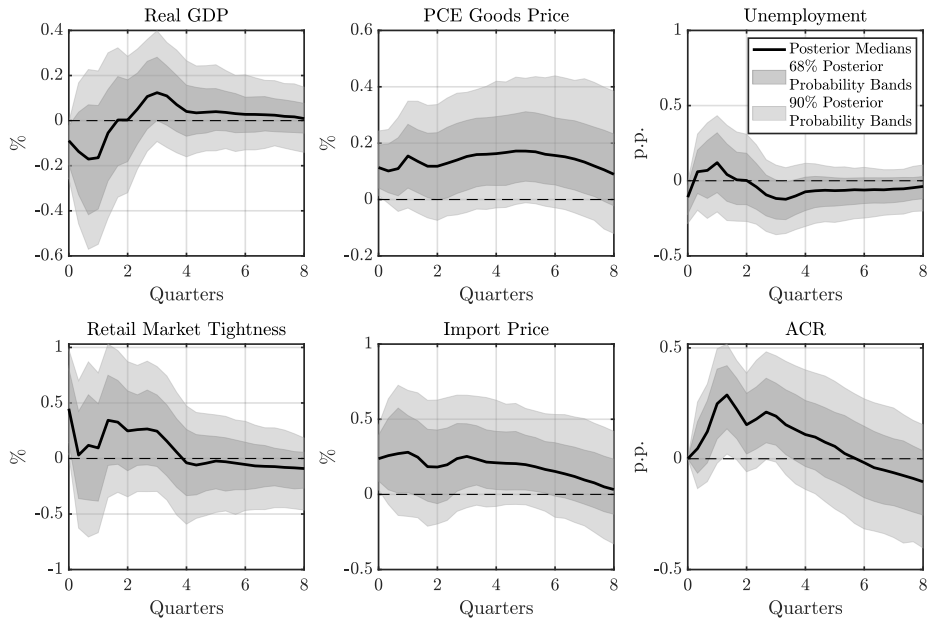 Real GDP
0.4
0.2
0
-0.2
-0.4
-0.6
%
0 2 4 6 8
Quarters
PCE Goods Price
0.6
0.4
0.2
0
-0.2
%
0 2 4 6 8
Quarters
Unemployment
1
0.5
0
-0.5
p.p.
0 2 4 6 8
Quarters
Posterior Medians
68% Posterior
Probability Bands
90% Posterior
Probability Bands
Retail Market Tightness
1
0.5
0
-0.5
-1
%
0 2 4 6 8
Quarters
Import Price
1
0.5
0
-0.5
%
0 2 4 6 8
Quarters
ACR
0.5
0
-0.5
p.p.
0 2 4 6 8
Quarters